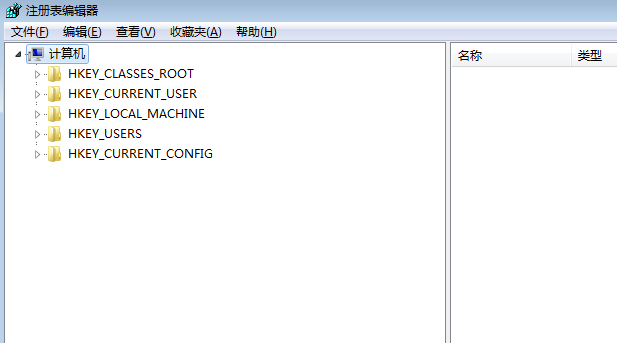 注册表编辑器
文件(F) 编辑(E) 查看(V) 收藏夹(A) 帮助(H)
计算机
HKEY_CLASSES_ROOT
HKEY_CURRENT_USER
HKEY_LOCAL_MACHINE
HKEY_USERS
HKEY_CURRENT_CONFIG
名称 类型